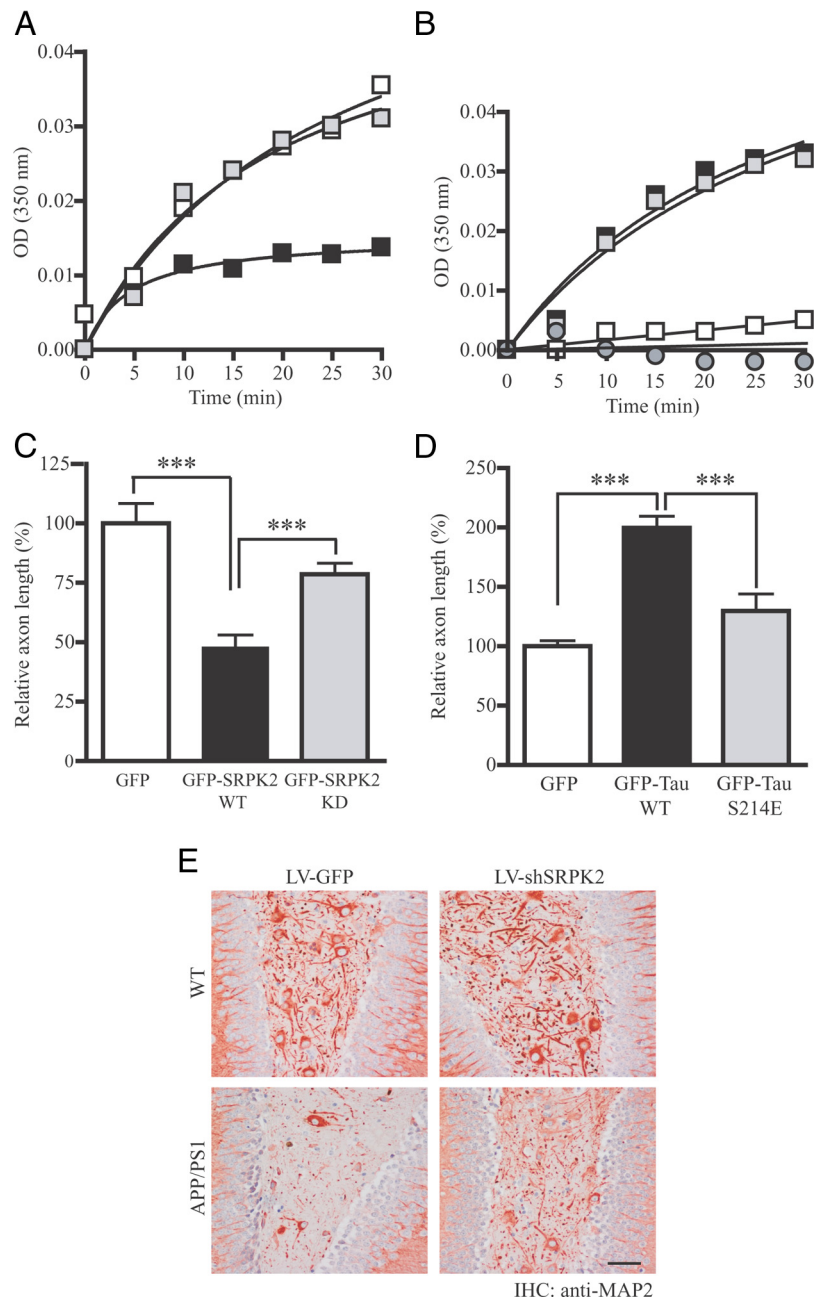 A
OD (350 nm)
0.04
0.03
0.02
0.01
0.00
0 5 10 15 20 25 30
Time (min)
B
OD (350 nm)
0.04
0.03
0.02
0.01
0.00
0 5 10 15 20 25 30
Time (min)
C
Relative axon length (%)
125
100
75
50
25
0
***
***
GFP
GFP-SRPK2
WT
GFP-SRPK2
KD
D
Relative axon length (%)
250
200
150
100
50
0
***
***
GFP
GFP-Tau
WT
GFP-Tau
S214E
E
LV-GFP
LV-shSRPK2
WT
APP/PS1
IHC: anti-MAP2